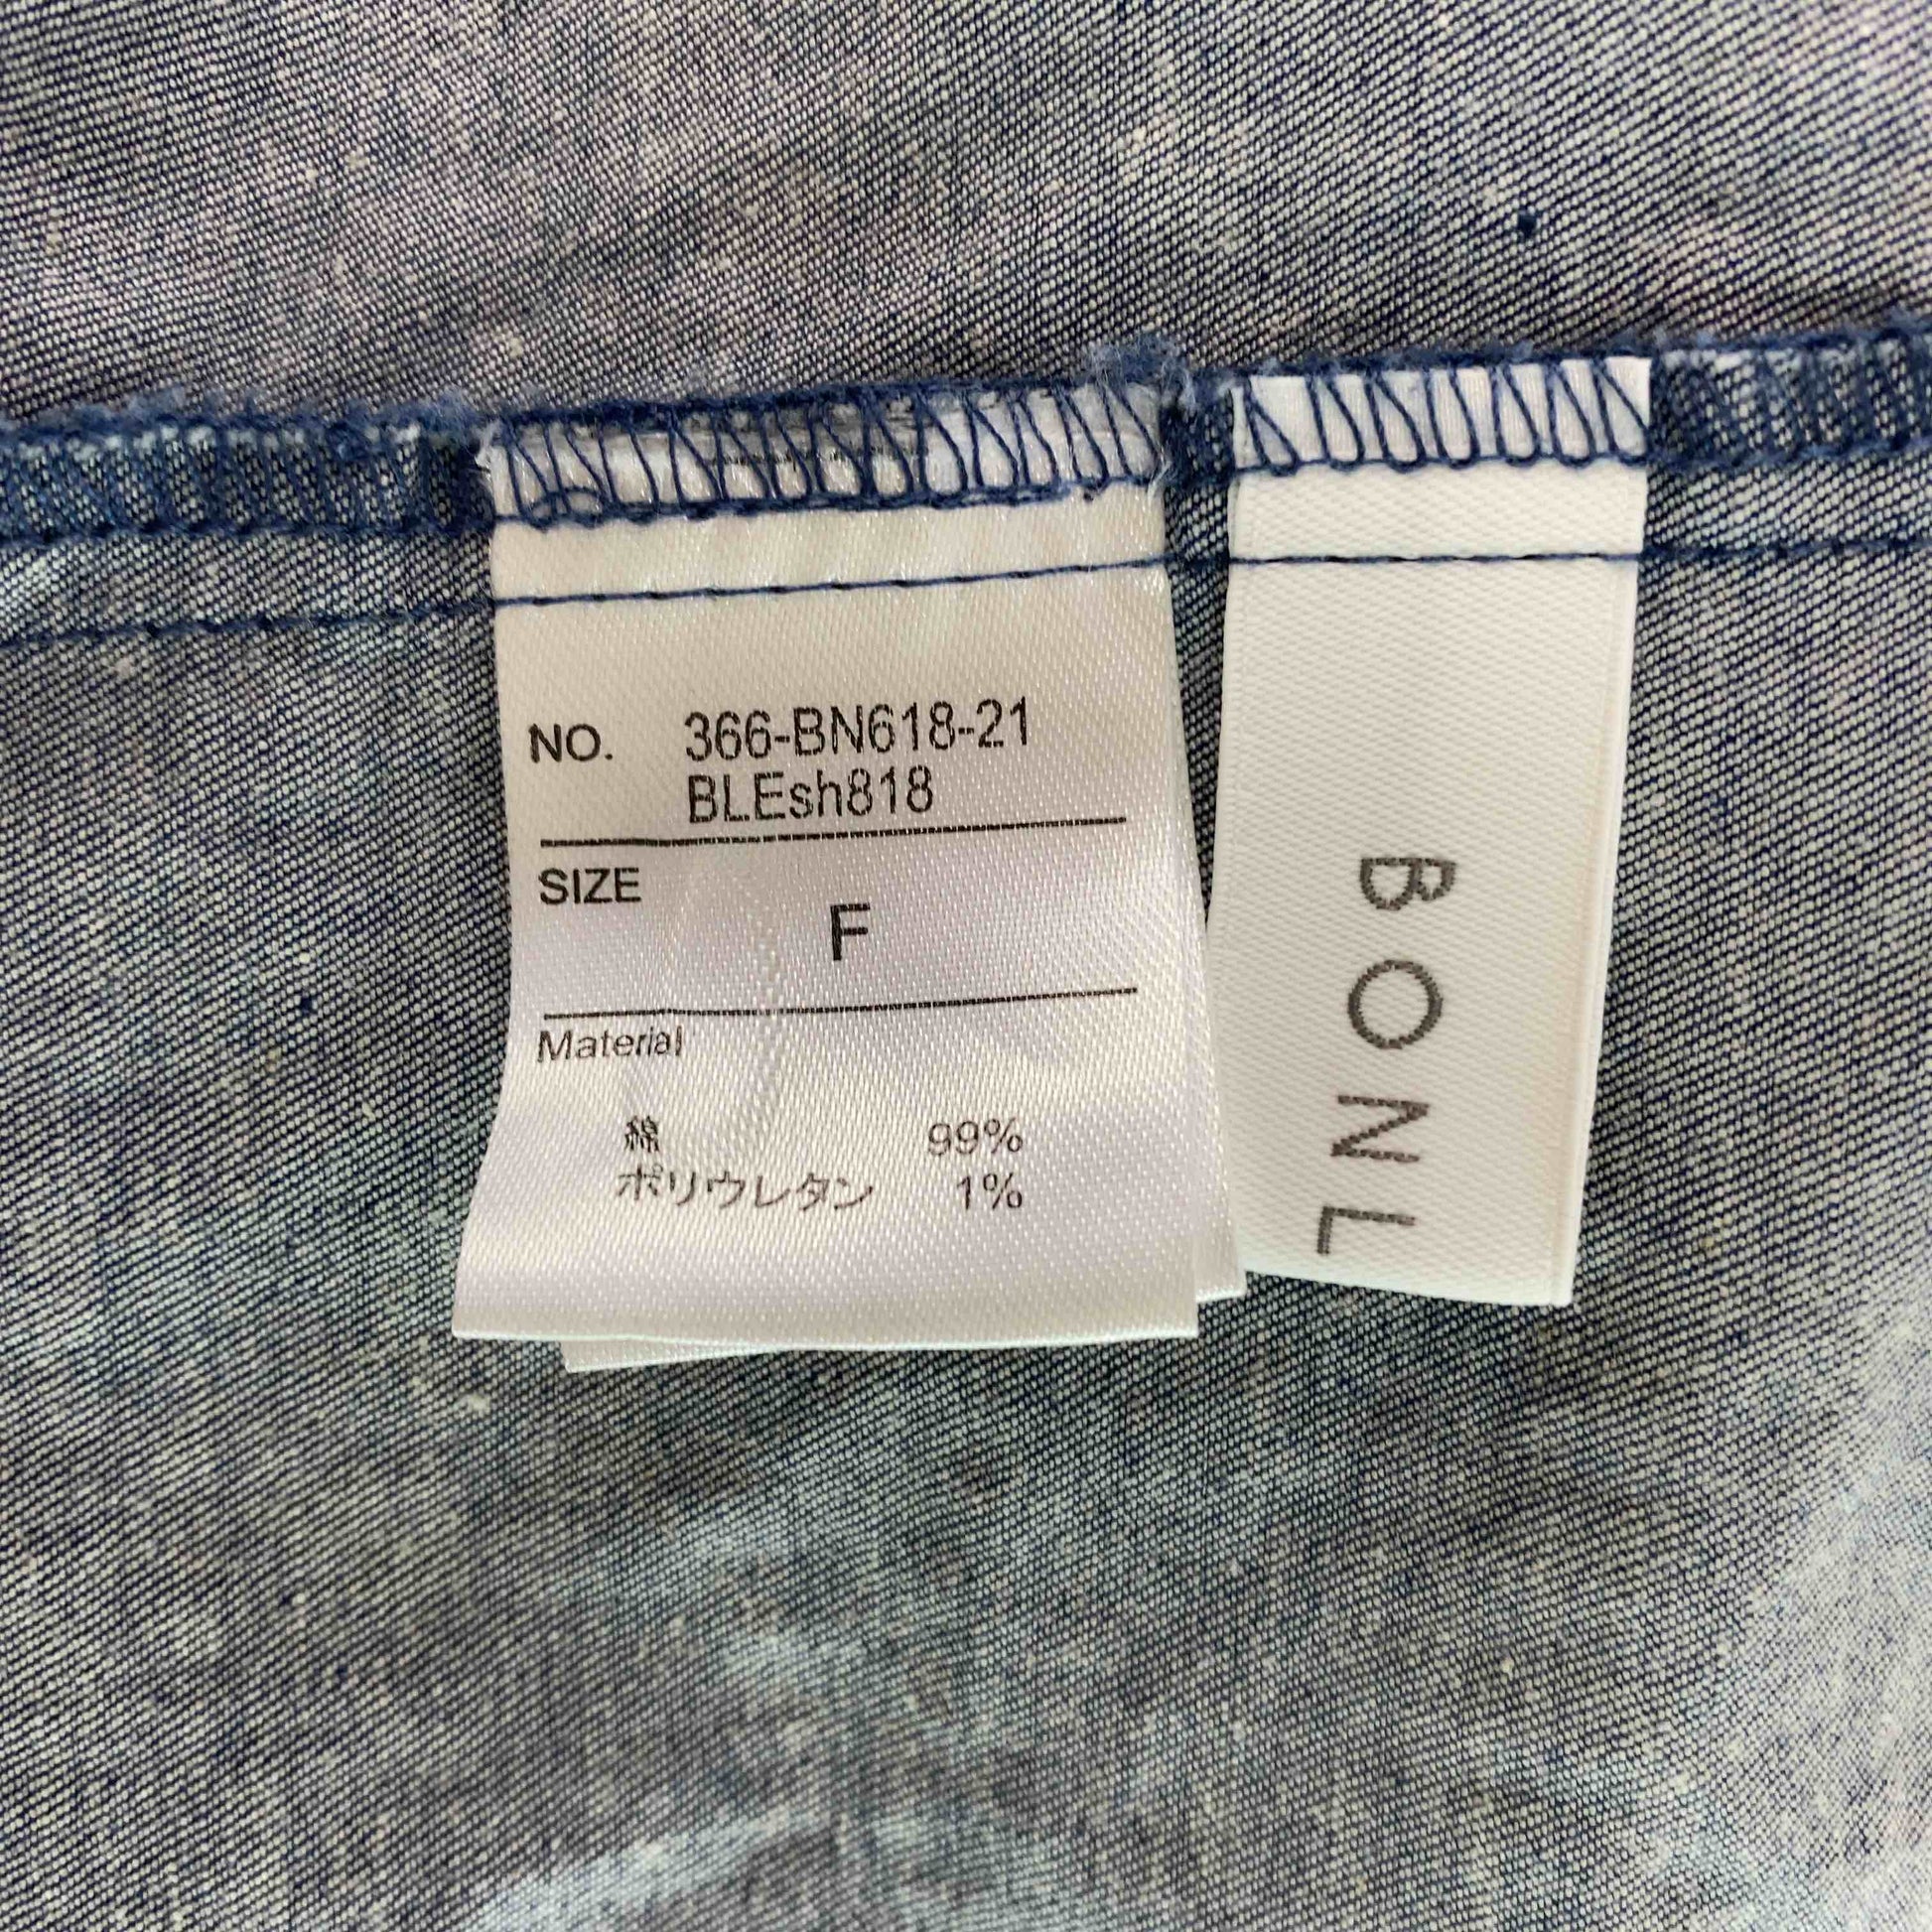 NO. 366-BN618-21
BLEsh818
SIZE
F
Material
綿 99%
ポリウレタン 1%
BONL